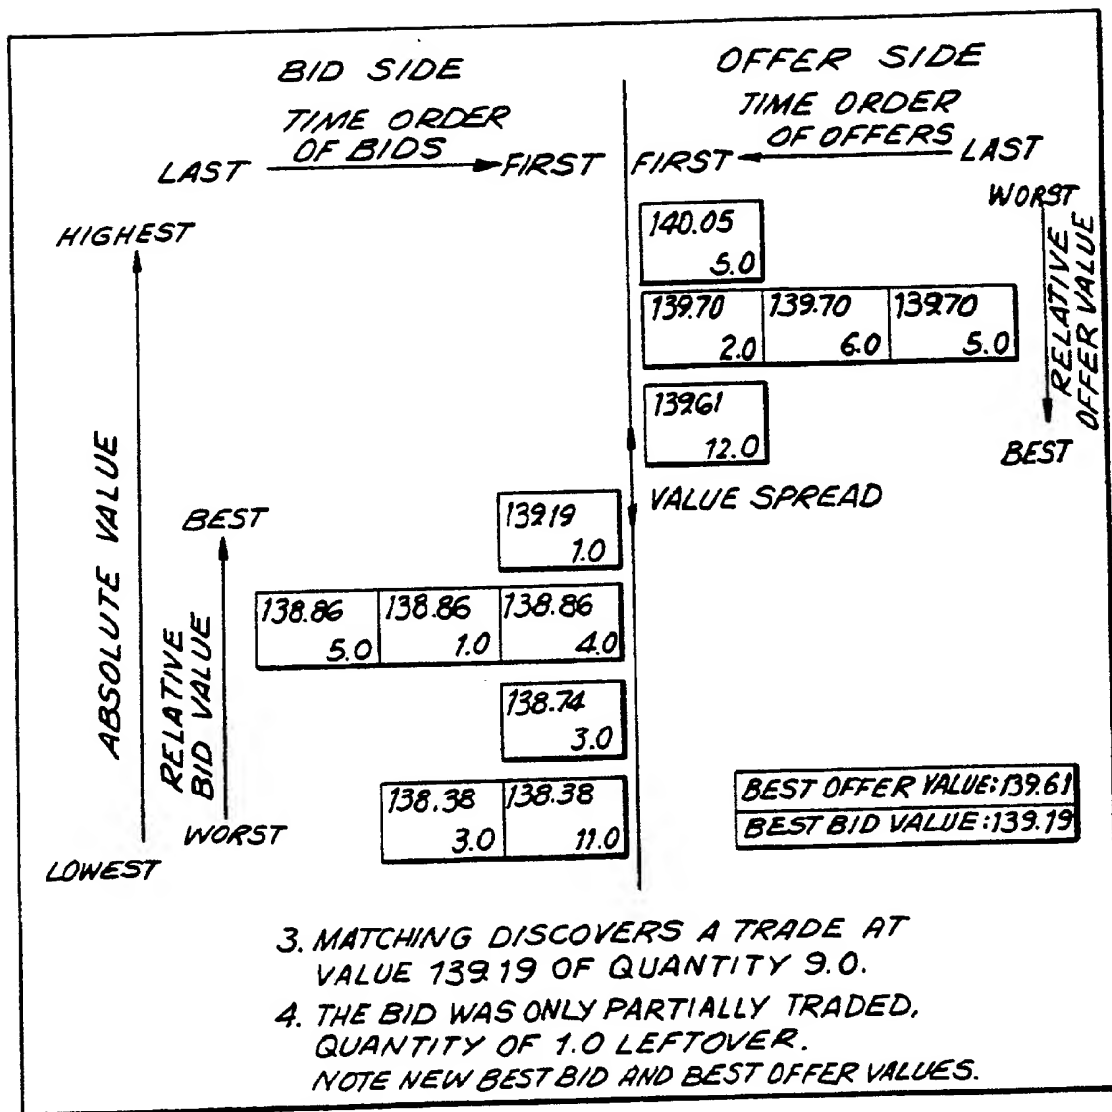 BID SIDE
TIME ORDER
OF BIDS
LAST FIRST
OFFER SIDE
TIME ORDER
OF OFFERS
FIRST LAST
HIGHEST
ABSOLUTE VALUE
LOWEST
BEST
RELATIVE
BID VALUE
WORST
WORST
RELATIVE
OFFER VALUE
BEST
140.05
5.0
139.70 139.70 139.70
2.0 6.0 5.0
139.61
12.0
VALUE SPREAD
139.19
1.0
138.86 138.86 138.86
5.0 1.0 4.0
138.74
3.0
138.38 138.38
3.0 11.0
BEST OFFER VALUE:139.61
BEST BID VALUE:139.19
3. MATCHING DISCOVERS A TRADE AT
VALUE 139.19 OF QUANTITY 9.0.
4. THE BID WAS ONLY PARTIALLY TRADED,
QUANTITY OF 1.0 LEFTOVER.
NOTE NEW BEST BID AND BEST OFFER VALUES.